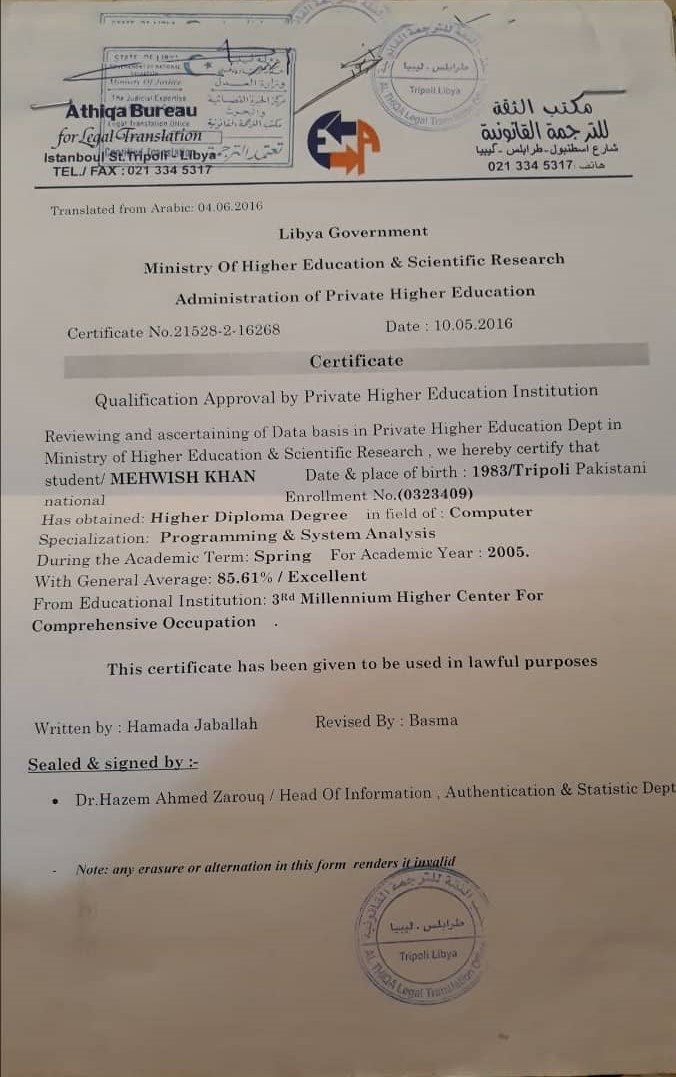 STATE OF LIBYA
Ministry of Justice
The Judicial Expertise
Legal Translation Office
Athiqa Bureau
for Legal Translation
Istanboul St. Tripoli - Libya
TEL./ FAX : 021 334 5317
طرابلس - ليبيا
Tripoli Libya
AL THIQA Legal Translation
مكتب الثقة
للترجمة القانونية
شارع اسطنبول - طرابلس - ليبيا
هاتف: 021 334 5317
Translated from Arabic: 04.06.2016
Libya Government
Ministry Of Higher Education & Scientific Research
Administration of Private Higher Education
Certificate No.21528-2-16268 Date : 10.05.2016
Certificate
Qualification Approval by Private Higher Education Institution
Reviewing and ascertaining of Data basis in Private Higher Education Dept in
Ministry of Higher Education & Scientific Research , we hereby certify that
student/ MEHWISH KHAN Date & place of birth : 1983/Tripoli Pakistani
national Enrollment No.(0323409)
Has obtained: Higher Diploma Degree in field of : Computer
Specialization: Programming & System Analysis
During the Academic Term: Spring For Academic Year : 2005.
With General Average: 85.61% / Excellent
From Educational Institution: 3Rd Millennium Higher Center For
Comprehensive Occupation .
This certificate has been given to be used in lawful purposes
Written by : Hamada Jaballah Revised By : Basma
Sealed & signed by :-
• Dr.Hazem Ahmed Zarouq / Head Of Information , Authentication & Statistic Dept
- Note: any erasure or alternation in this form renders it invalid
طرابلس - ليبيا
Tripoli Libya
AL THIQA Legal Translation